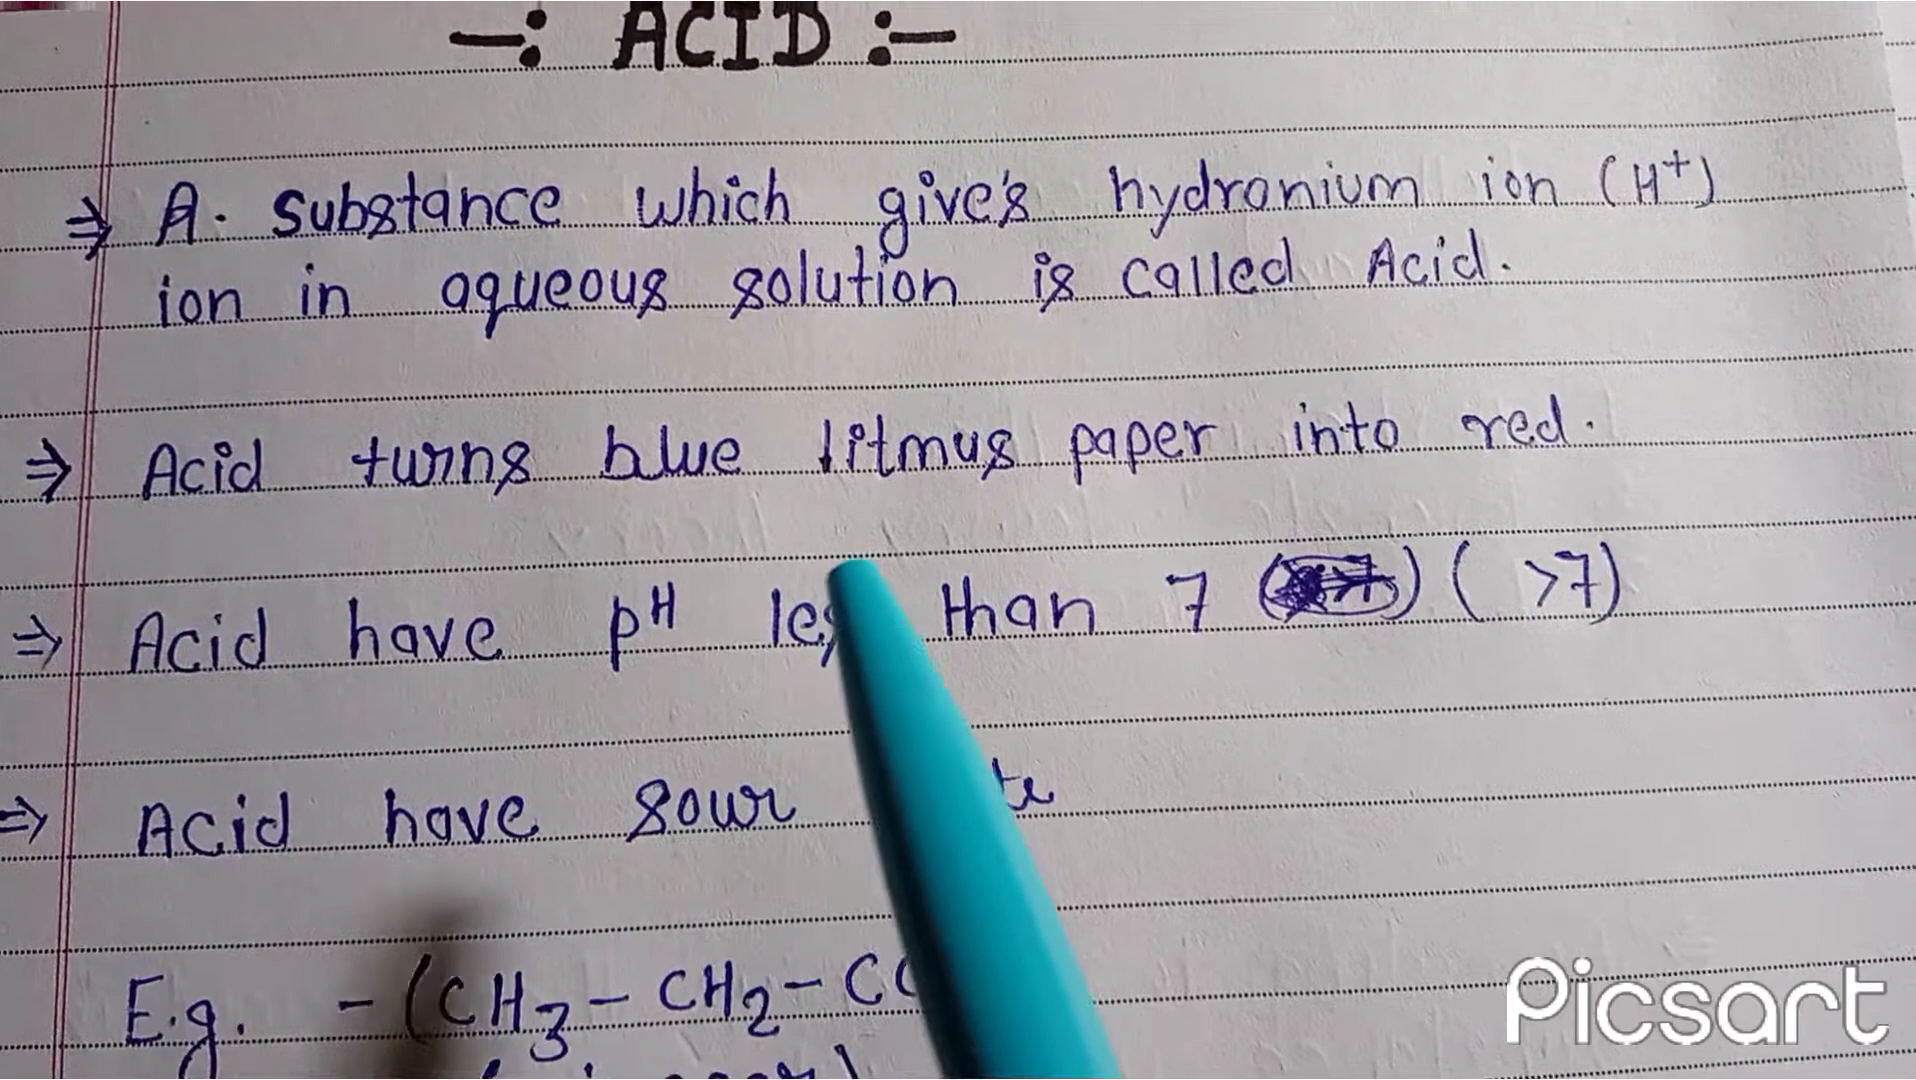 —: ACID :—
⇒ A. substance which give's hydronium ion (H⁺)
ion in aqueous solution is called Acid.
⇒ Acid turns blue litmus paper into red.
⇒ Acid have pH than 7 ( >7)
⇒ Acid have sour
E.g. - (CH3 - CH2 -
Picsart